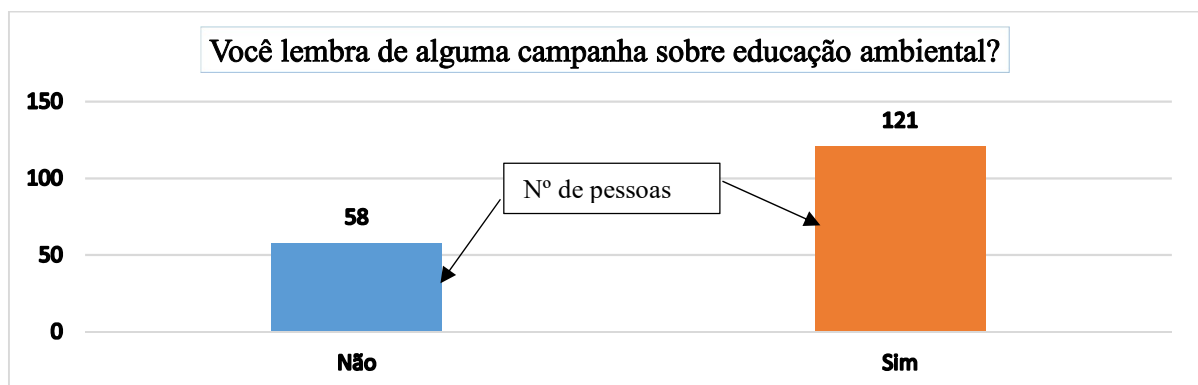 Você lembra de alguma campanha sobre educação ambiental?
150
121
100
Nº de pessoas
58
50
0
Não
Sim